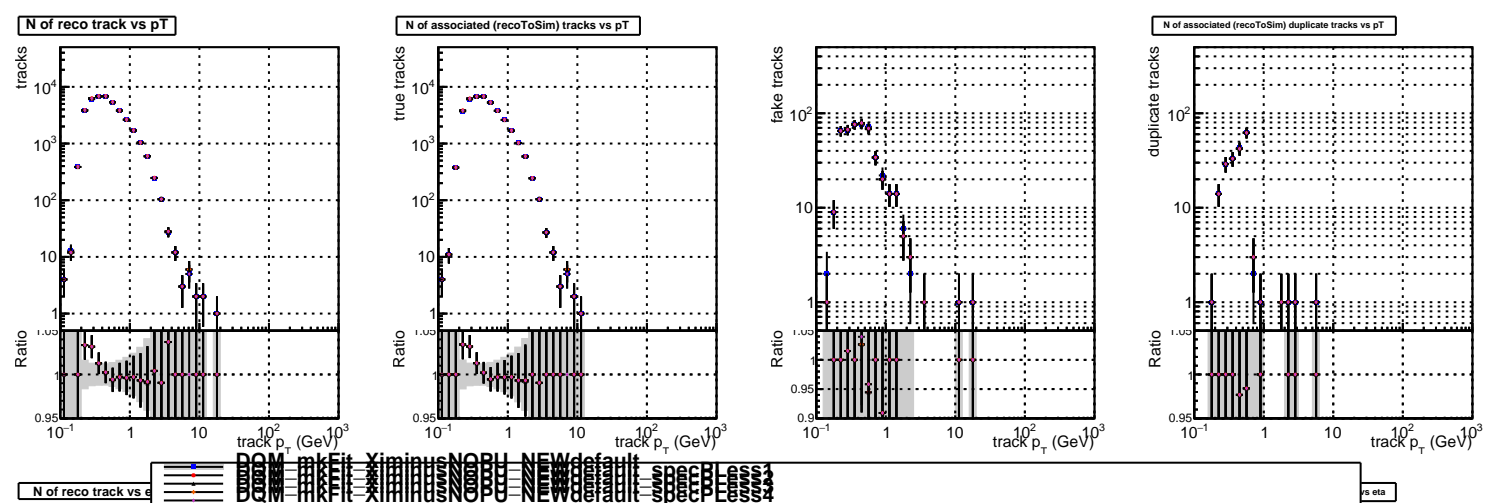 N of reco track vs pT
N of associated (recoToSim) tracks vs pT
N of associated (recoToSim) duplicate tracks vs pT
tracks
10^4
10^3
10^2
10
1
Ratio
1.05
1
0.95
10^-1
1
10
10^2
10^3
track p_T (GeV)
true tracks
10^4
10^3
10^2
10
1
Ratio
1.05
1
0.95
10^-1
1
10
10^2
10^3
track p_T (GeV)
fake tracks
10^2
10
1
Ratio
1
0.95
0.9
10^-1
1
10
10^2
10^3
track p_T (GeV)
duplicate tracks
10^2
10
1
Ratio
1.05
1
0.95
10^-1
1
10
10^2
10^3
track p_T (GeV)
DQM_mkFit_XiminusNOPU_NEWdefault
DQM_mkFit_XiminusNOPU_NEWdefault_specPLess4
N of reco track vs e
vs eta